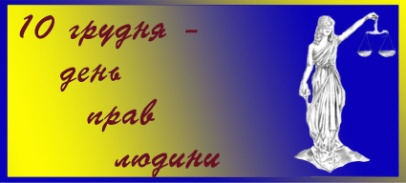 10 грудня -
день
прав
людини